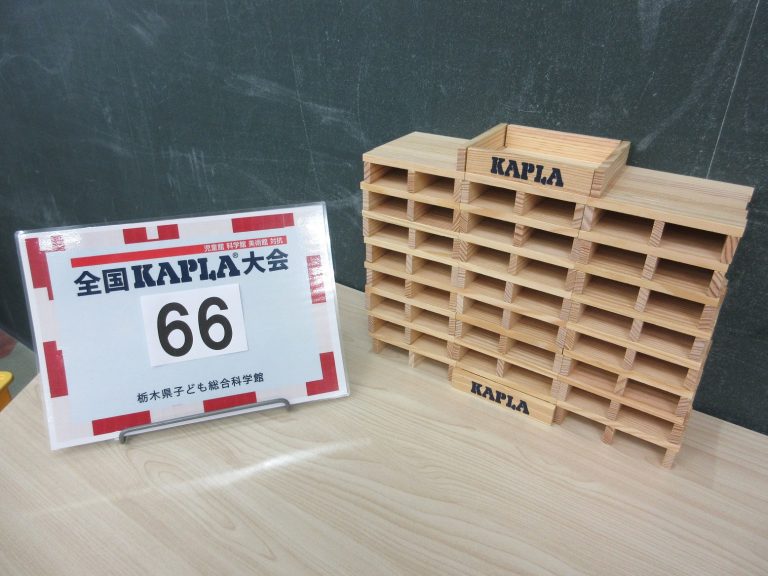 児童館 科学館 美術館 対抗
全国KAPLA®大会
66
栃木県子ども総合科学館
KAPLA
KAPLA